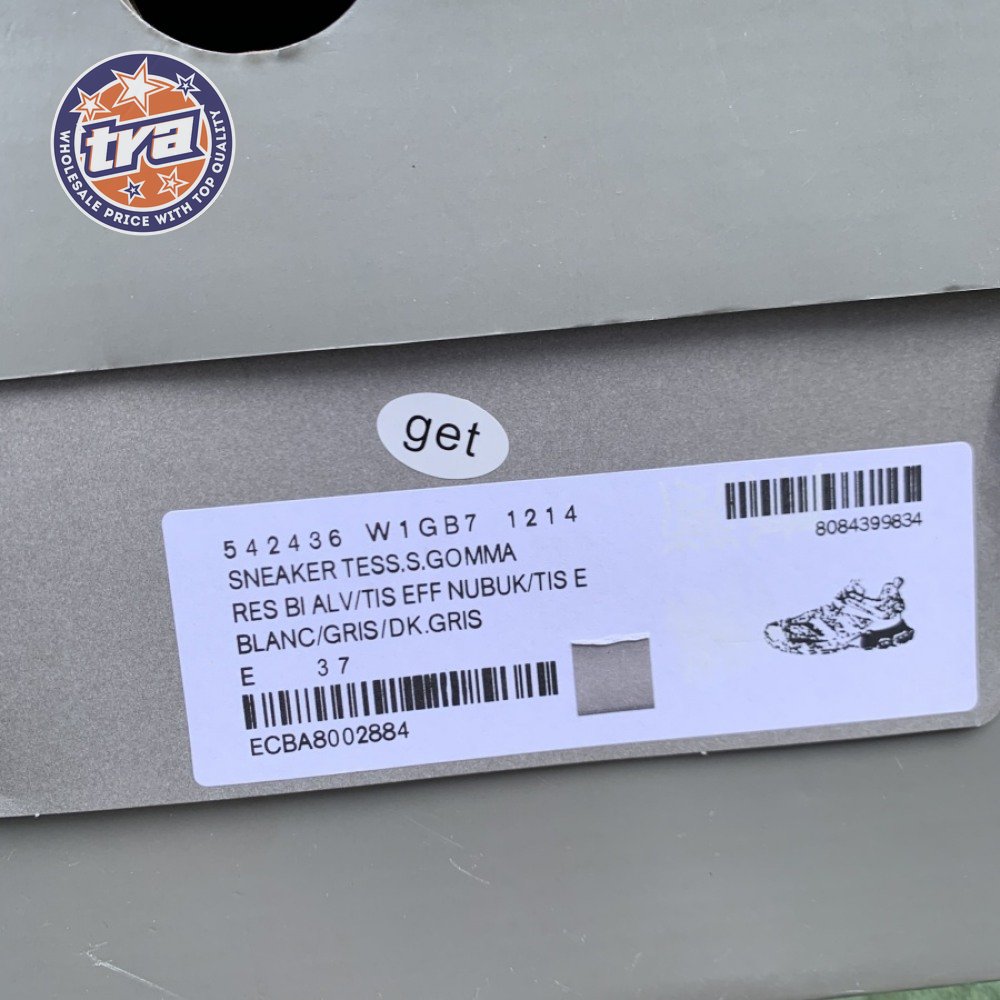 tra
WHOLESALE PRICE WITH TOP QUALITY
get
542436 W1GB7 1214
SNEAKER TESS.S.GOMMA
RES BI ALV/TIS EFF NUBUK/TIS E
BLANC/GRIS/DK.GRIS
E 37
ECBA8002884
8084399834